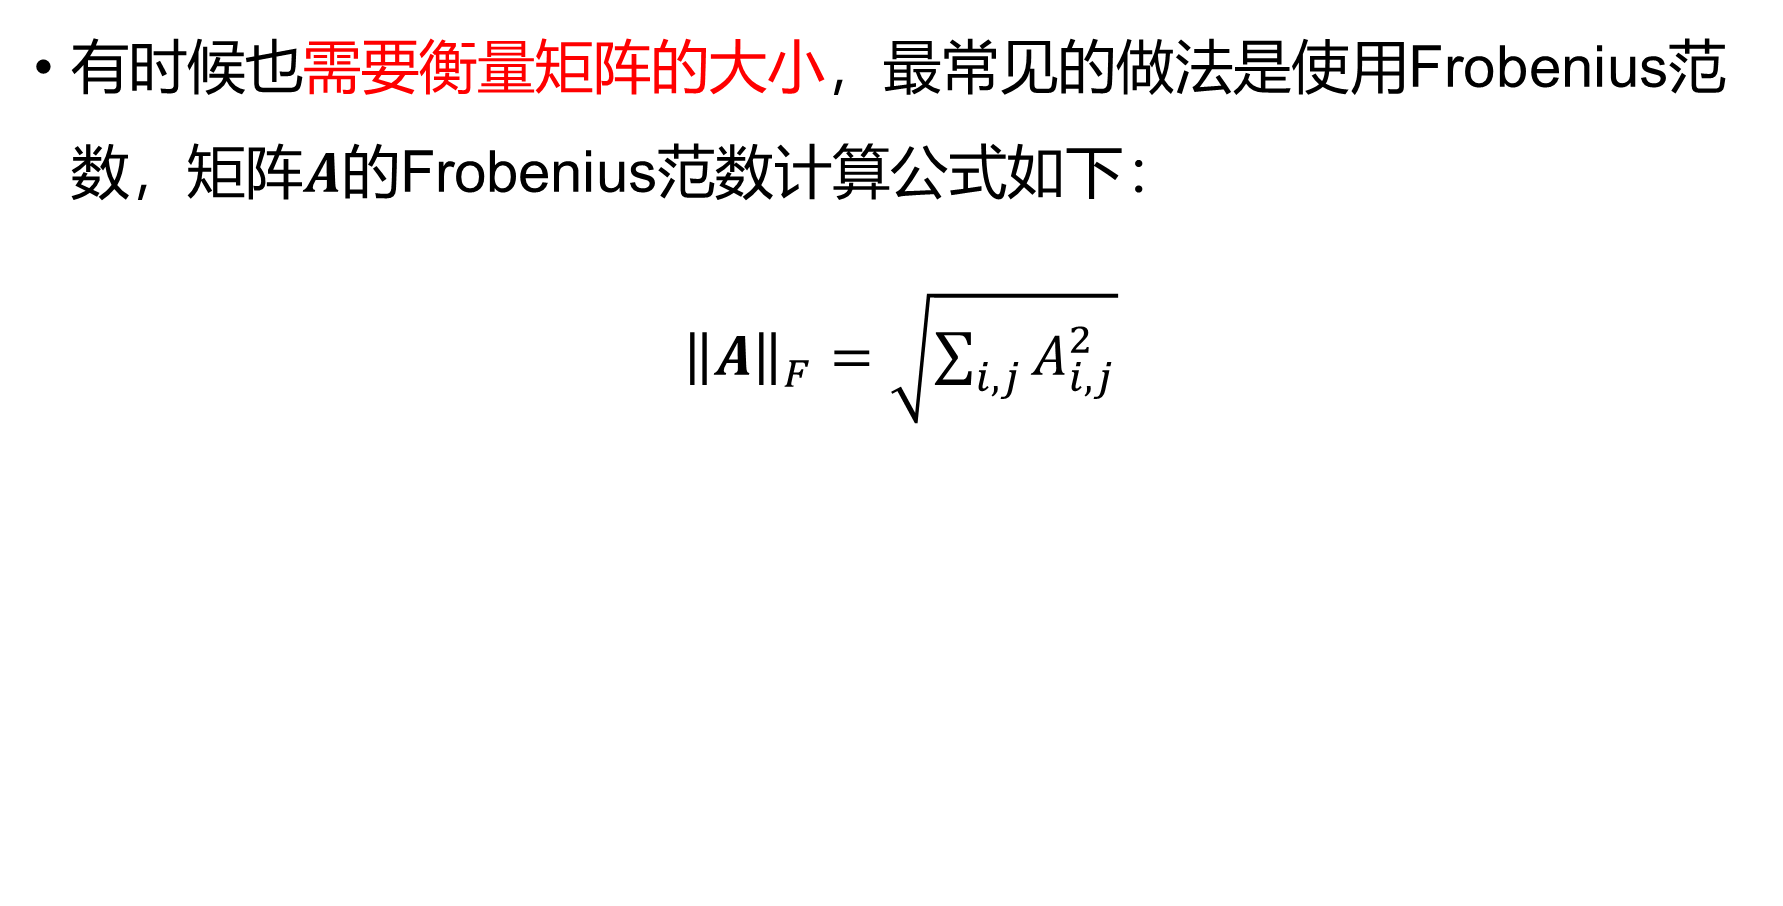 • 有时候也需要衡量矩阵的大小，最常见的做法是使用Frobenius范
数，矩阵A的Frobenius范数计算公式如下：
‖A‖_F = √(∑_{i,j} A_{i,j}^2)